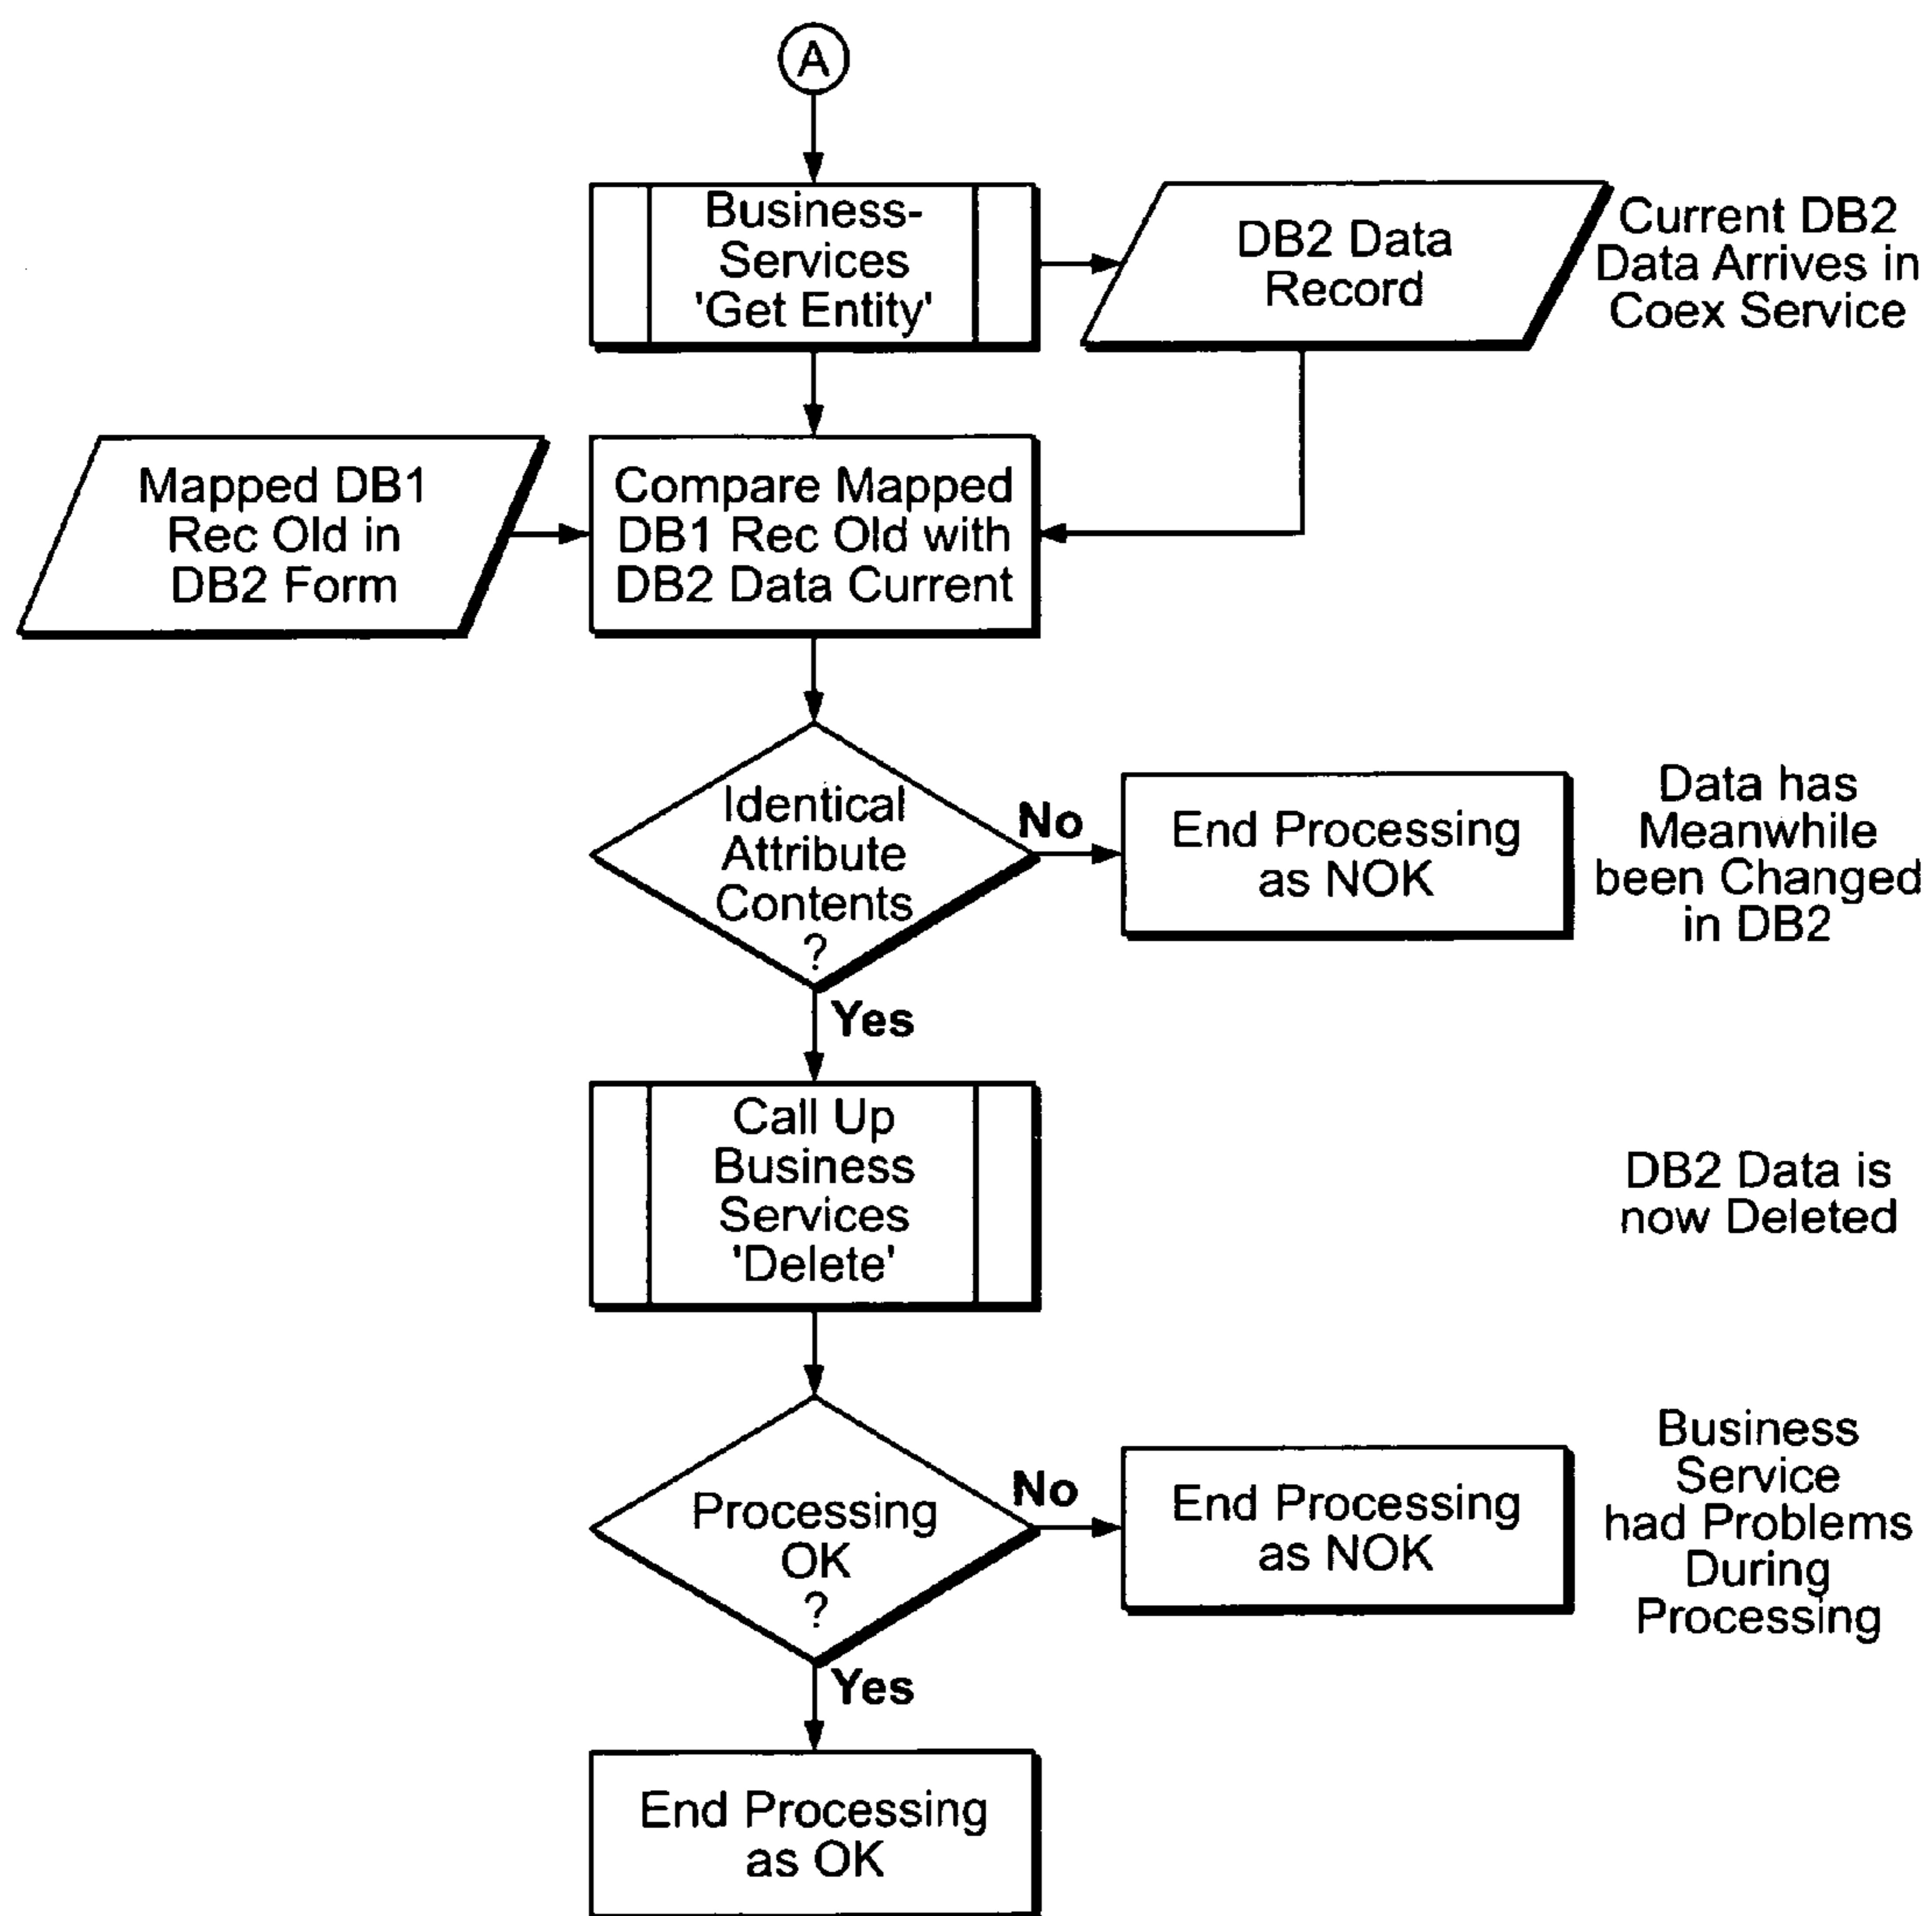 A
Business-
Services
'Get Entity'
DB2 Data
Record
Current DB2
Data Arrives in
Coex Service
Mapped DB1
Rec Old in
DB2 Form
Compare Mapped
DB1 Rec Old with
DB2 Data Current
Identical
Attribute
Contents
?
No
End Processing
as NOK
Data has
Meanwhile
been Changed
in DB2
Yes
Call Up
Business
Services
'Delete'
DB2 Data is
now Deleted
Processing
OK
?
No
End Processing
as NOK
Business
Service
had Problems
During
Processing
Yes
End Processing
as OK